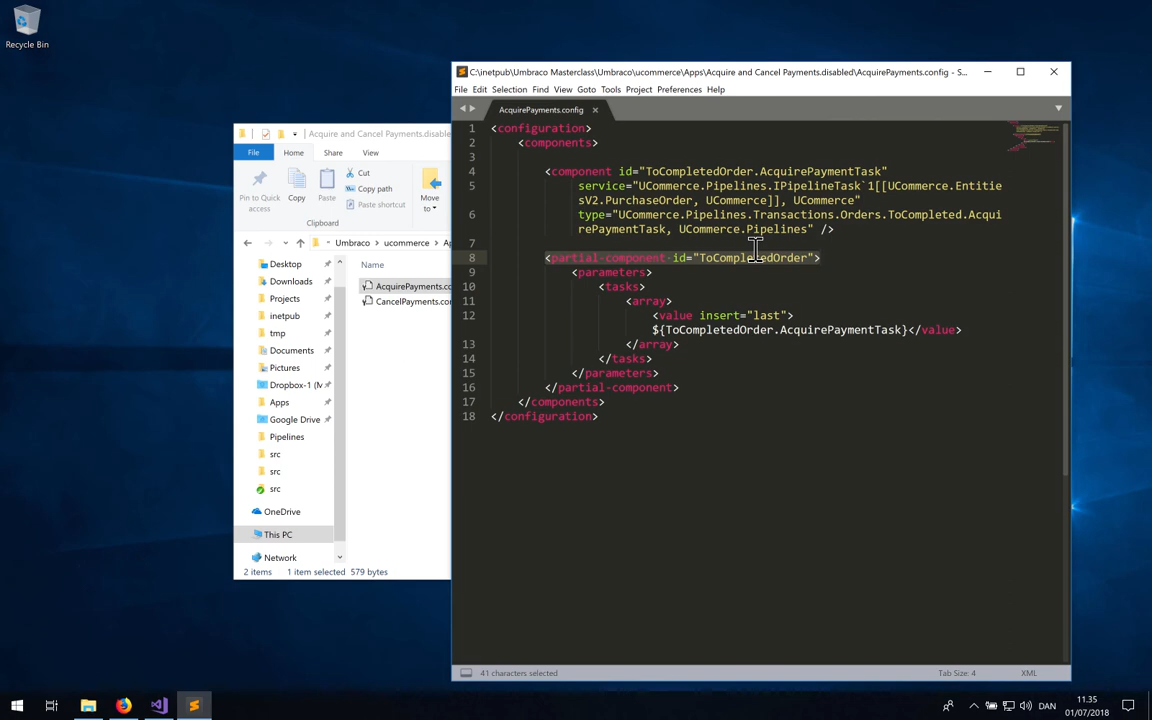 Recycle Bin
C:\inetpub\Umbraco Masterclass\Umbraco\ucommerce\Apps\Acquire and Cancel Payments.disabled\AcquirePayments.config - S...
File Edit Selection Find View Goto Tools Project Preferences Help
AcquirePayments.config
1 <configuration>
2 <components>
3
4 <component id="ToCompletedOrder.AcquirePaymentTask"
5 service="UCommerce.Pipelines.IPipelineTask`1[[UCommerce.Entitie
sV2.PurchaseOrder, UCommerce]], UCommerce"
6 type="UCommerce.Pipelines.Transactions.Orders.ToCompleted.Acqui
rePaymentTask, UCommerce.Pipelines" />
7
8 <partial-component id="ToCompletedOrder">
9 <parameters>
10 <tasks>
11 <array>
12 <value insert="last">
${ToCompletedOrder.AcquirePaymentTask}</value>
13 </array>
14 </tasks>
15 </parameters>
16 </partial-component>
17 </components>
18 </configuration>
41 characters selected
Tab Size: 4
XML
Acquire and Cancel Payments.disable
File Home Share View
Pin to Quick access
Copy
Paste
Cut
Copy path
Paste shortcut
Move to
Clipboard
Umbraco ucommerce Ap
Desktop
Downloads
Projects
inetpub
tmp
Documents
Pictures
Dropbox-1 (M
Apps
Google Drive
Pipelines
src
src
src
OneDrive
This PC
Network
Name
AcquirePayments.co
CancelPayments.co
2 items 1 item selected 579 bytes
DAN
11.35
01/07/2018